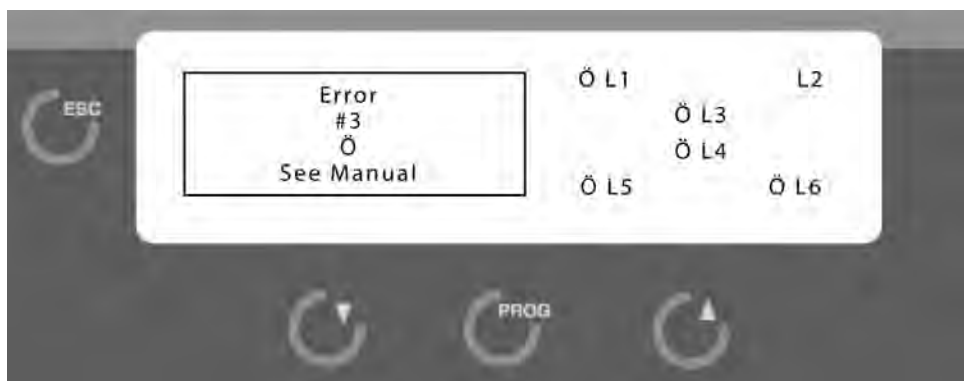 ESC
Error
#3
Ö
See Manual
Ö L1 L2
Ö L3
Ö L4
Ö L5 Ö L6
PROG